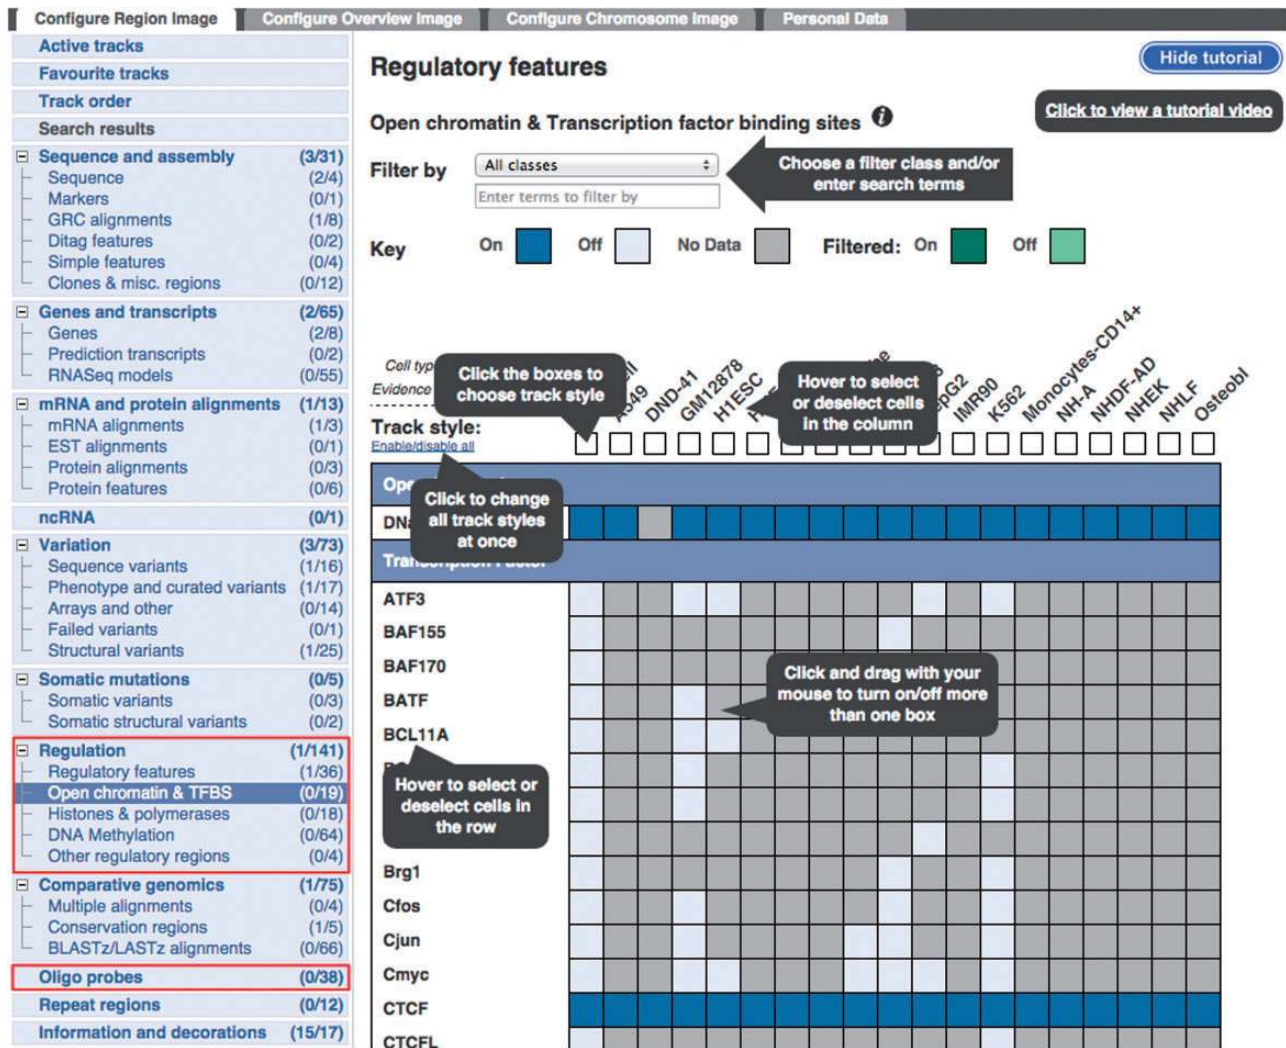 Configure Region Image
Configure Overview Image
Configure Chromosome Image
Personal Data
Active tracks
Favourite tracks
Track order
Search results
Sequence and assembly (3/31)
Sequence (2/4)
Markers (0/1)
GRC alignments (1/8)
Ditag features (0/2)
Simple features (0/4)
Clones & misc. regions (0/12)
Genes and transcripts (2/65)
Genes (2/8)
Prediction transcripts (0/2)
RNASeq models (0/55)
mRNA and protein alignments (1/13)
mRNA alignments (1/3)
EST alignments (0/1)
Protein alignments (0/3)
Protein features (0/6)
ncRNA (0/1)
Variation (3/73)
Sequence variants (1/16)
Phenotype and curated variants (1/17)
Arrays and other (0/14)
Failed variants (0/1)
Structural variants (1/25)
Somatic mutations (0/5)
Somatic variants (0/3)
Somatic structural variants (0/2)
Regulation (1/141)
Regulatory features (1/36)
Open chromatin & TFBS (0/19)
Histones & polymerases (0/18)
DNA Methylation (0/64)
Other regulatory regions (0/4)
Comparative genomics (1/75)
Multiple alignments (0/4)
Conservation regions (1/5)
BLASTz/LASTz alignments (0/66)
Oligo probes (0/38)
Repeat regions (0/12)
Information and decorations (15/17)
Regulatory features
Hide tutorial
Click to view a tutorial video
Open chromatin & Transcription factor binding sites i
Filter by
All classes
Enter terms to filter by
Choose a filter class and/or
enter search terms
Key On Off No Data Filtered: On Off
Cell
Evidence
Click the boxes to
choose track style
DND-41
GM12878
H1ESC
Hover to select
or deselect cells
in the column
IMR90
K562
Monocytes-CD14+
NH-A
NHDF-AD
NHEK
NHLF
Osteobl
Track style:
Enable/disable all
Click to change
all track styles
at once
Factor
ATF3
BAF155
BAF170
BATF
BCL11A
Click and drag with your
mouse to turn on/off more
than one box
Hover to select or
deselect cells in
the row
Brg1
Cfos
Cjun
Cmyc
CTCF
CTCFL